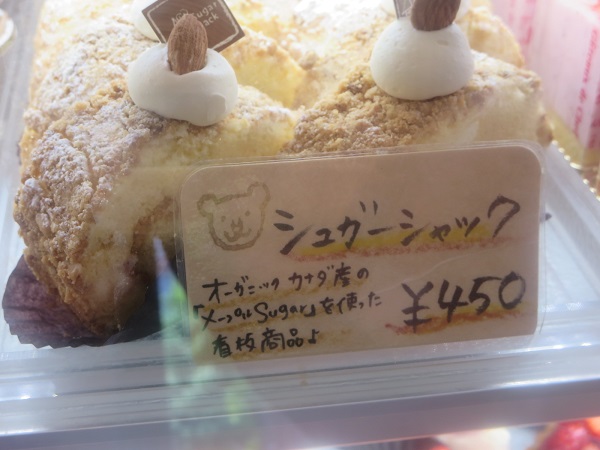 Sugar
シュガーシャック
オーガニック カナダ産の
「メープルSugar」を使った
看板商品♪
¥450